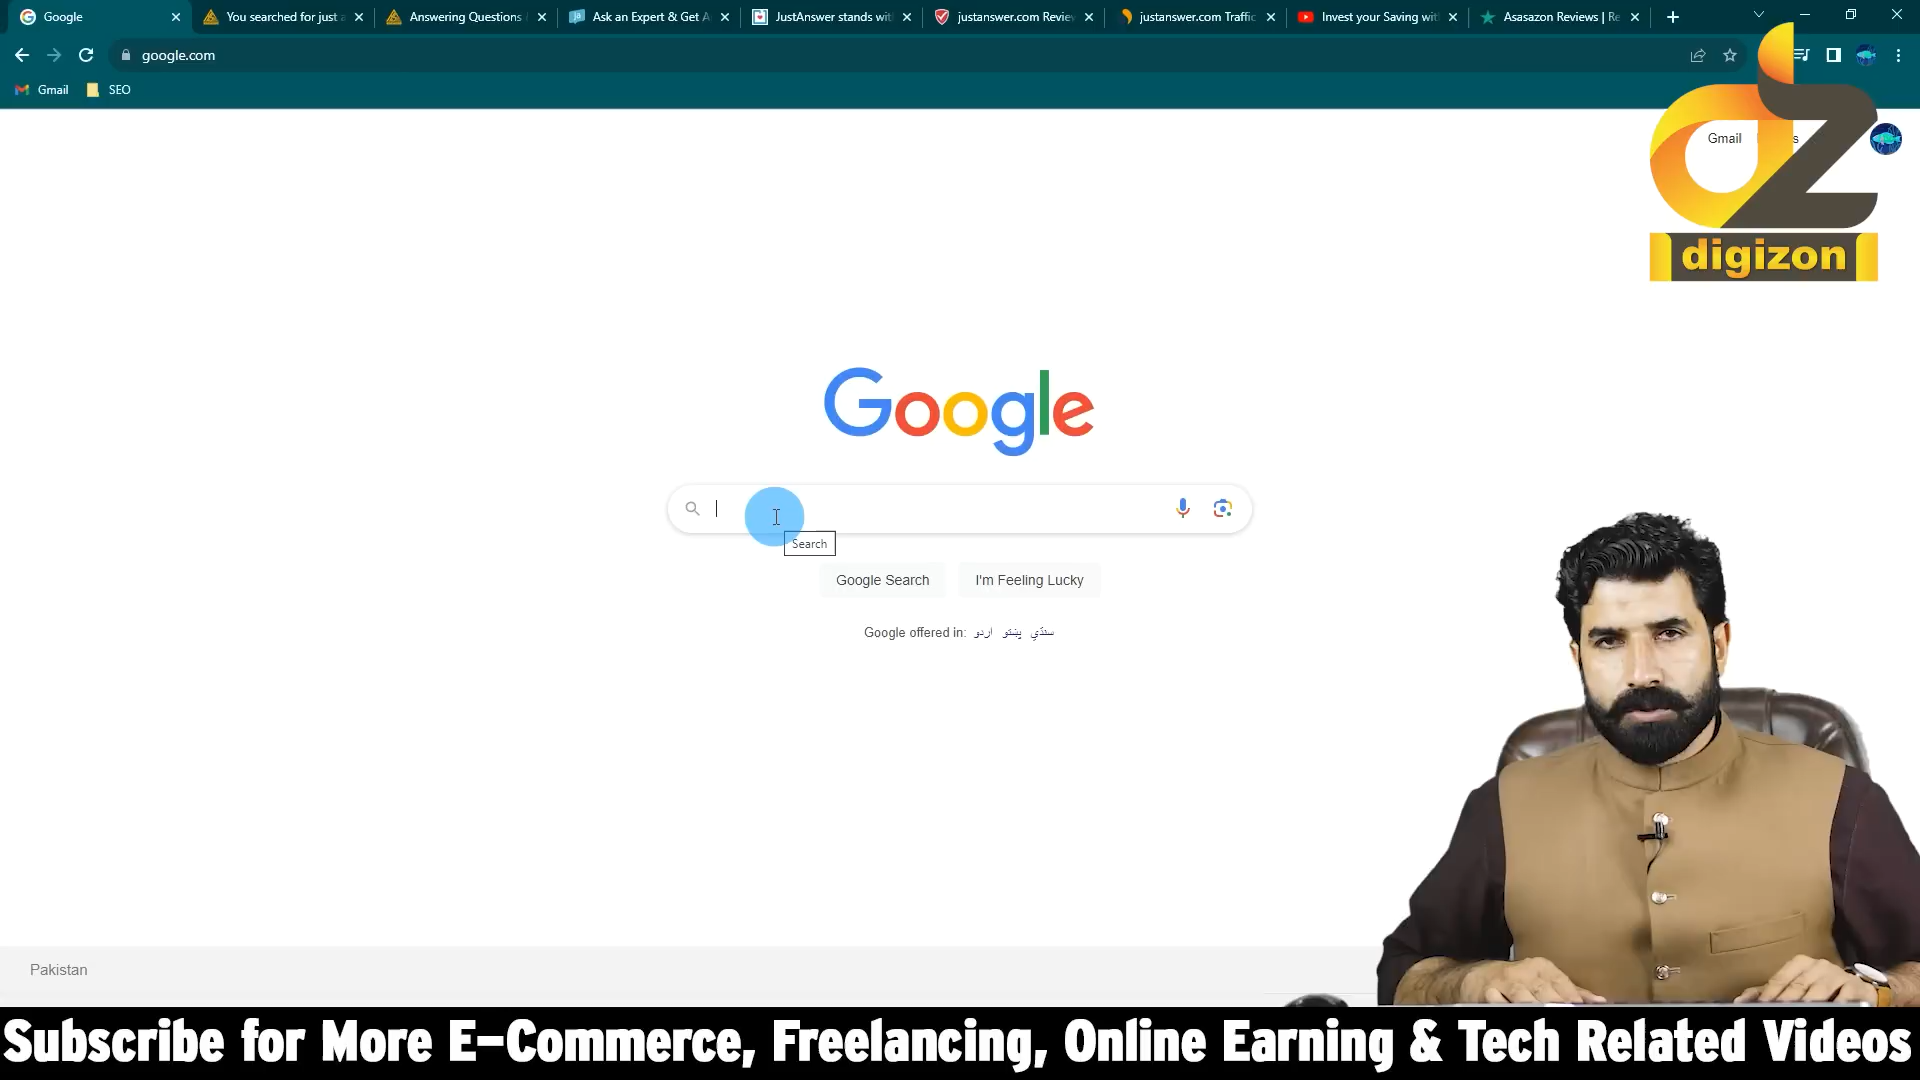 Google
You searched for just a
Answering Questions
Ask an Expert & Get A
JustAnswer stands wit
justanswer.com Review
justanswer.com Traffic
Invest your Saving wit
Asasazon Reviews | Re
google.com
Gmail
SEO
Gmail
s
digizon
Google
Search
Google Search
I'm Feeling Lucky
Google offered in: اردو پښتو سنڌي
Pakistan
Subscribe for More E-Commerce, Freelancing, Online Earning & Tech Related Videos